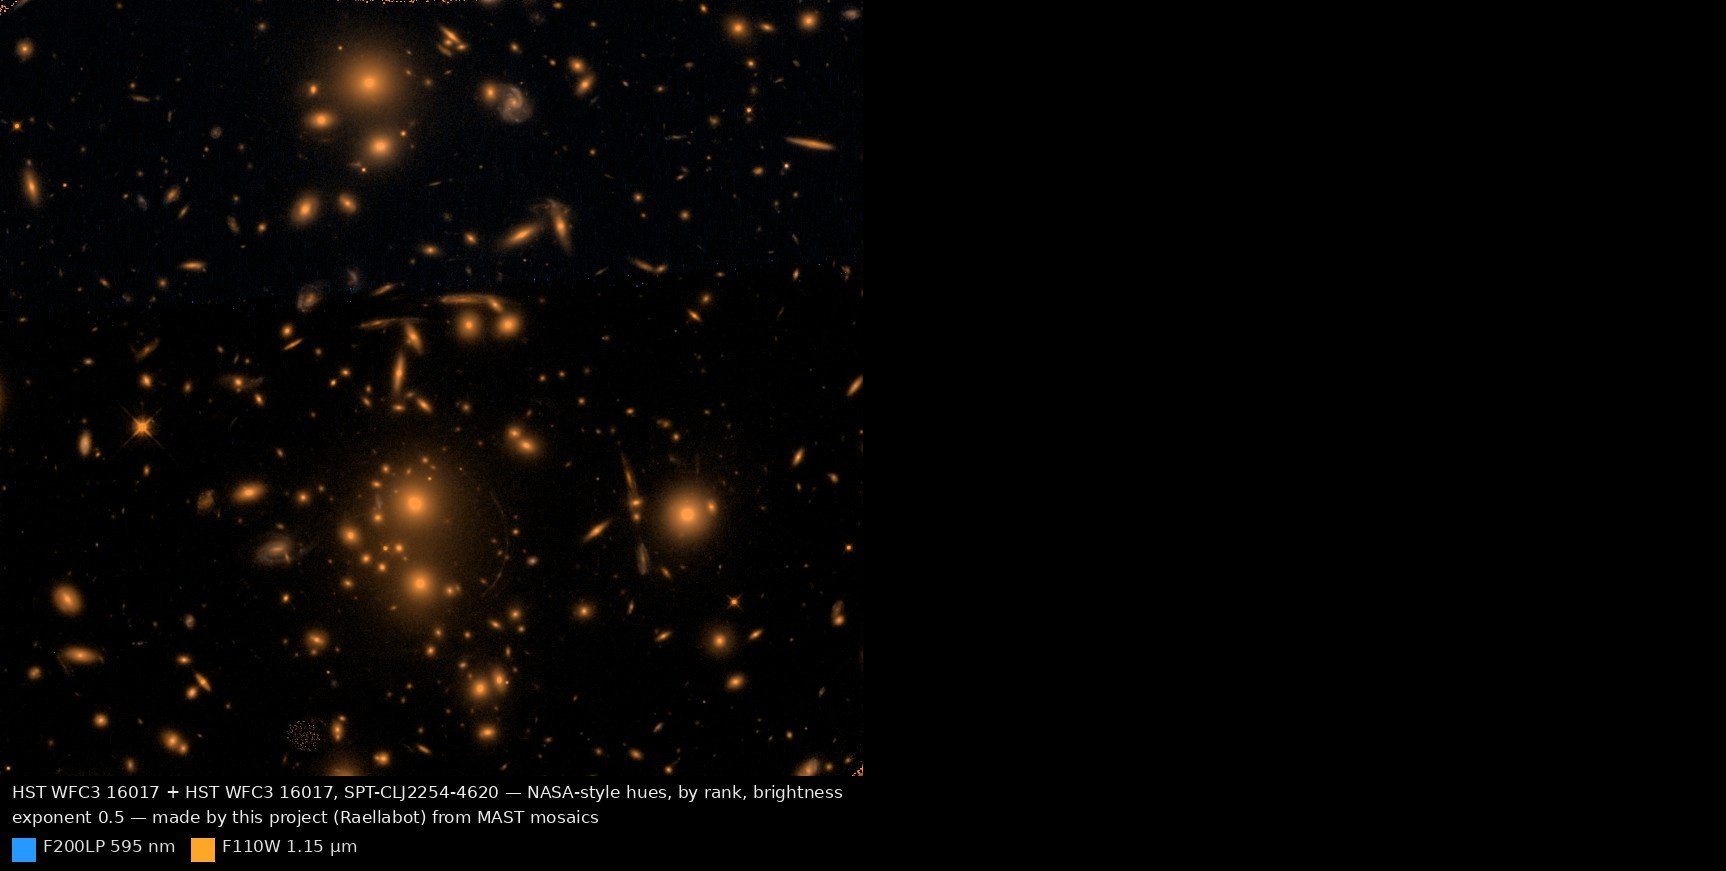 HST WFC3 16017 + HST WFC3 16017, SPT-CLJ2254-4620 — NASA-style hues, by rank, brightness
exponent 0.5 — made by this project (Raellabot) from MAST mosaics
F200LP 595 nm F110W 1.15 µm